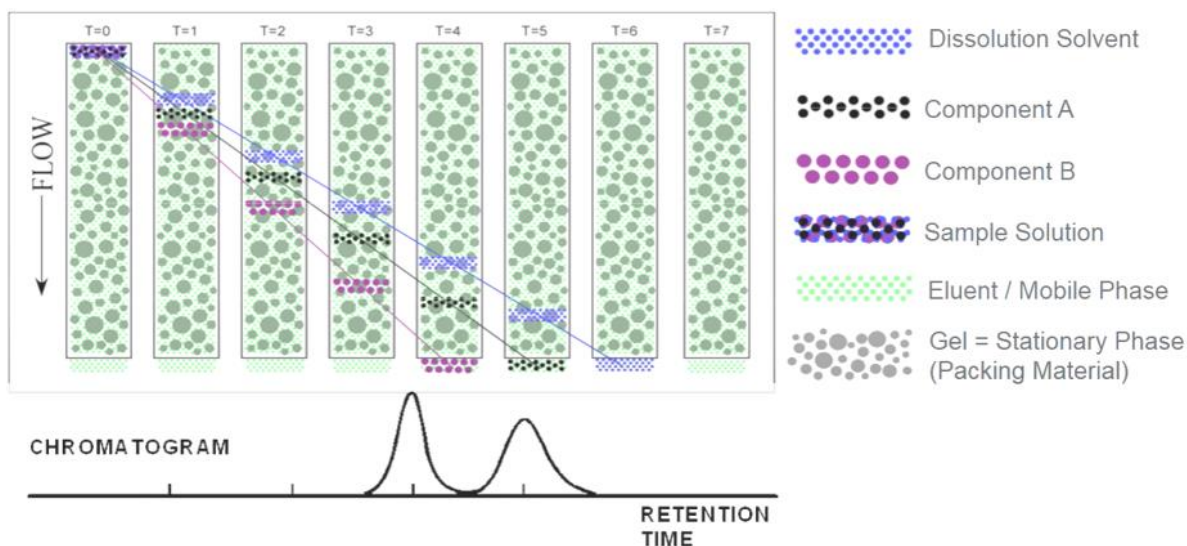 T=0 T=1 T=2 T=3 T=4 T=5 T=6 T=7
FLOW
Dissolution Solvent
Component A
Component B
Sample Solution
Eluent / Mobile Phase
Gel = Stationary Phase
(Packing Material)
CHROMATOGRAM
RETENTION
TIME